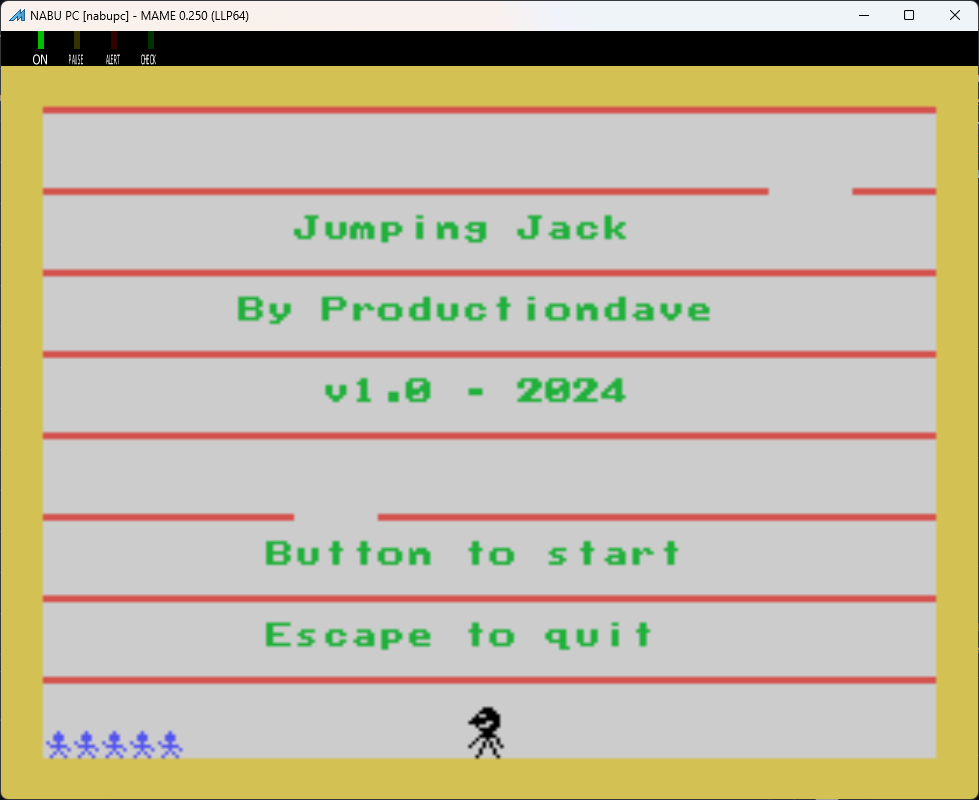 NABU PC [nabupc] - MAME 0.250 (LLP64)
ON PAUSE ALERT CHECK
Jumping Jack
By Productiondave
v1.0 - 2024
Button to start
Escape to quit